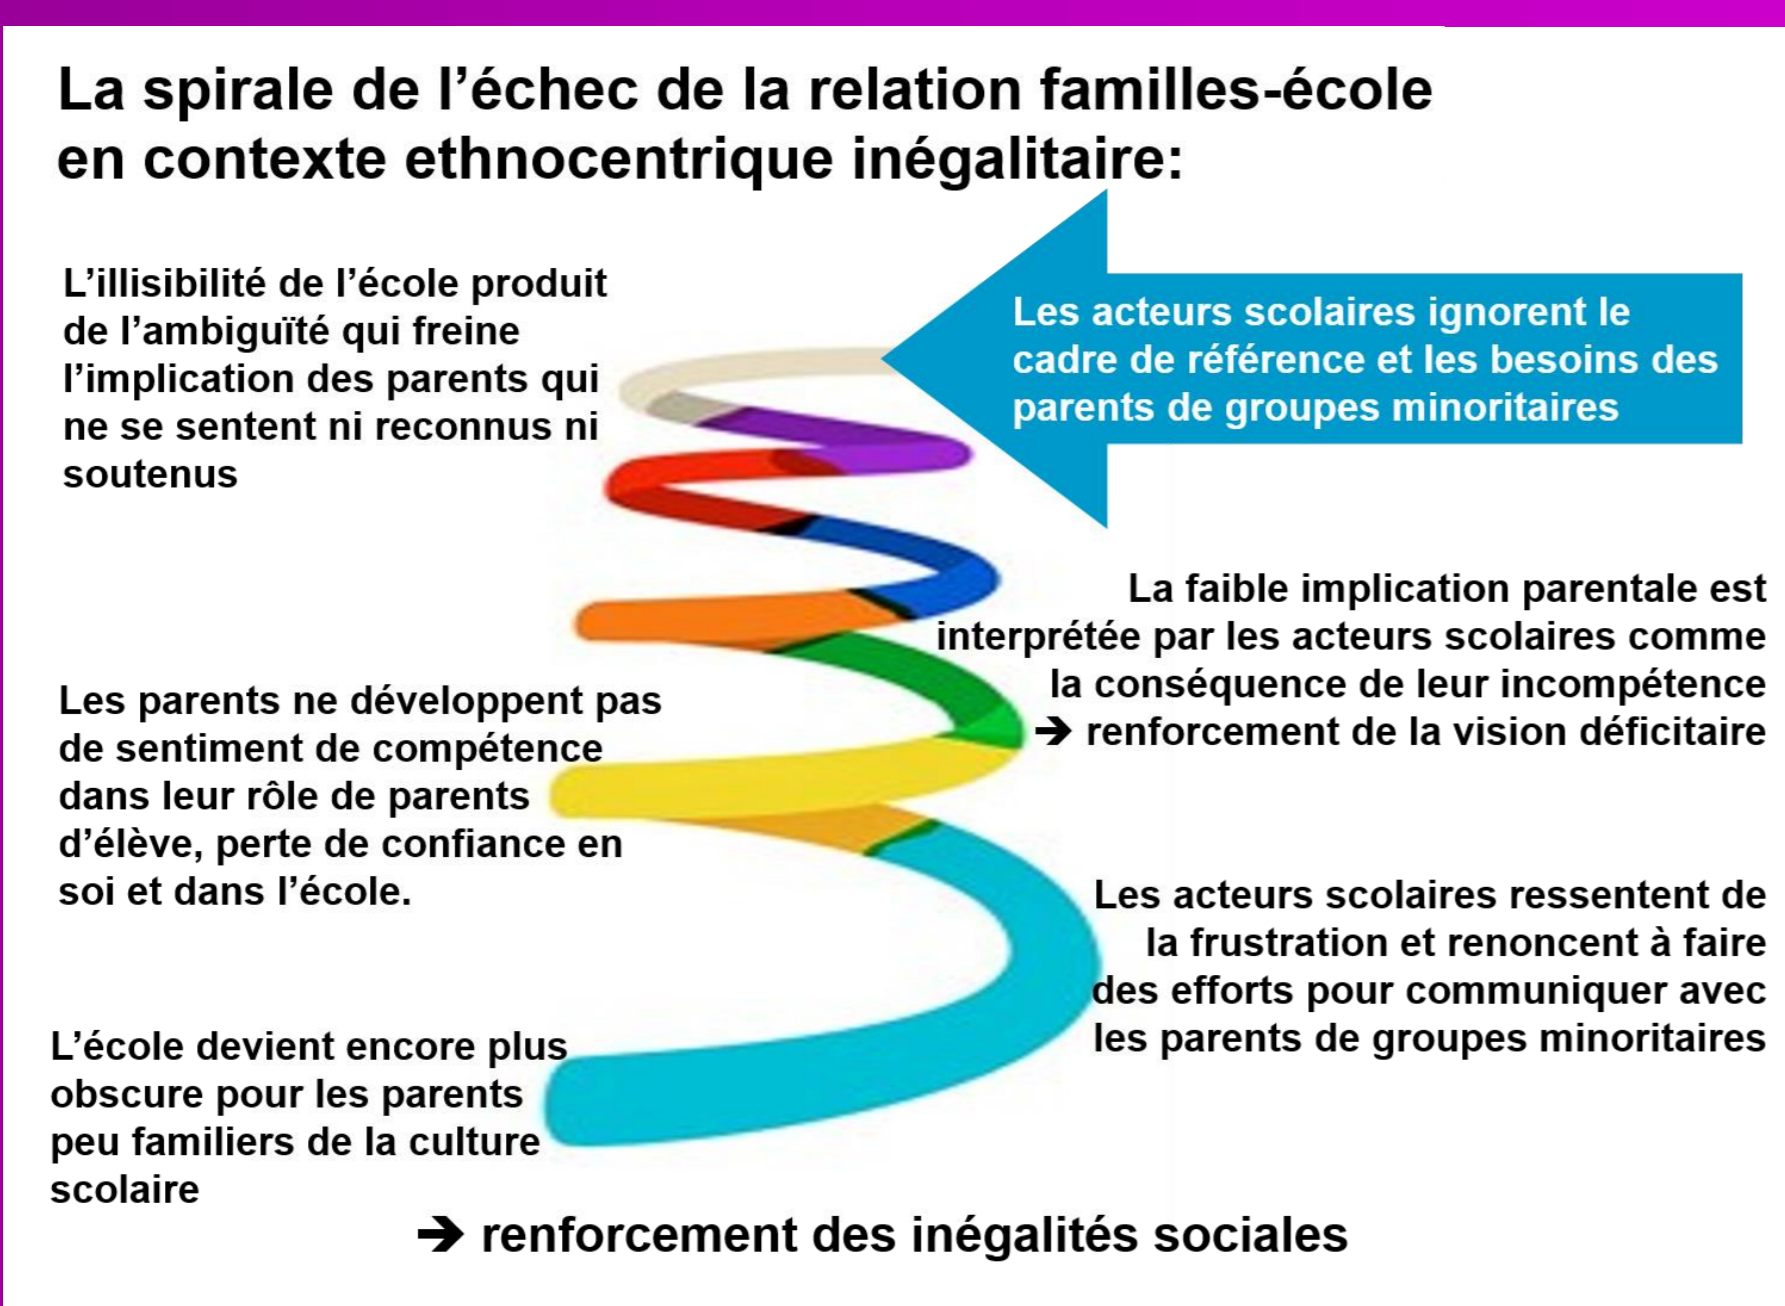 La spirale de l’échec de la relation familles-école
en contexte ethnocentrique inégalitaire:
L’illisibilité de l’école produit
de l’ambiguïté qui freine
l’implication des parents qui
ne se sentent ni reconnus ni
soutenus
Les acteurs scolaires ignorent le
cadre de référence et les besoins des
parents de groupes minoritaires
La faible implication parentale est
interprétée par les acteurs scolaires comme
la conséquence de leur incompétence
➔ renforcement de la vision déficitaire
Les parents ne développent pas
de sentiment de compétence
dans leur rôle de parents
d’élève, perte de confiance en
soi et dans l’école.
Les acteurs scolaires ressentent de
la frustration et renoncent à faire
des efforts pour communiquer avec
les parents de groupes minoritaires
L’école devient encore plus
obscure pour les parents
peu familiers de la culture
scolaire
➔ renforcement des inégalités sociales